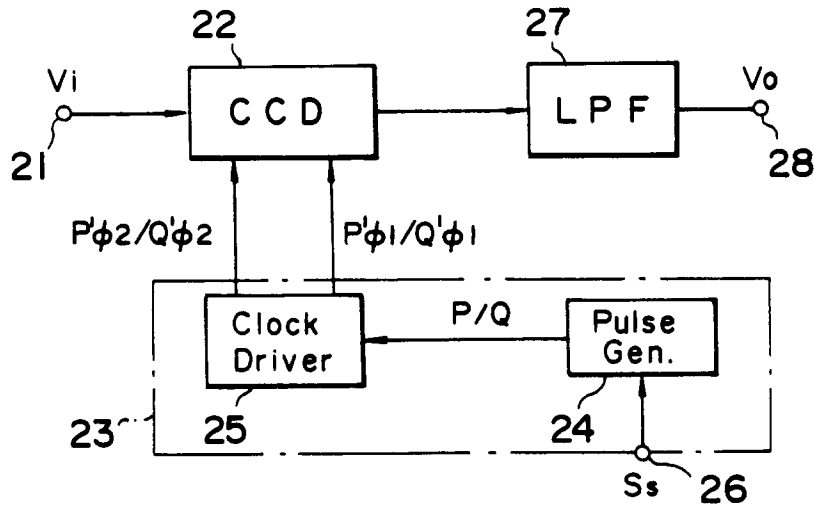 22
27
Vi
CCD
LPF
Vo
21
28
P'φ2/Q'φ2
P'φ1/Q'φ1
Clock
Driver
P/Q
Pulse
Gen.
23
25
24
Ss
26